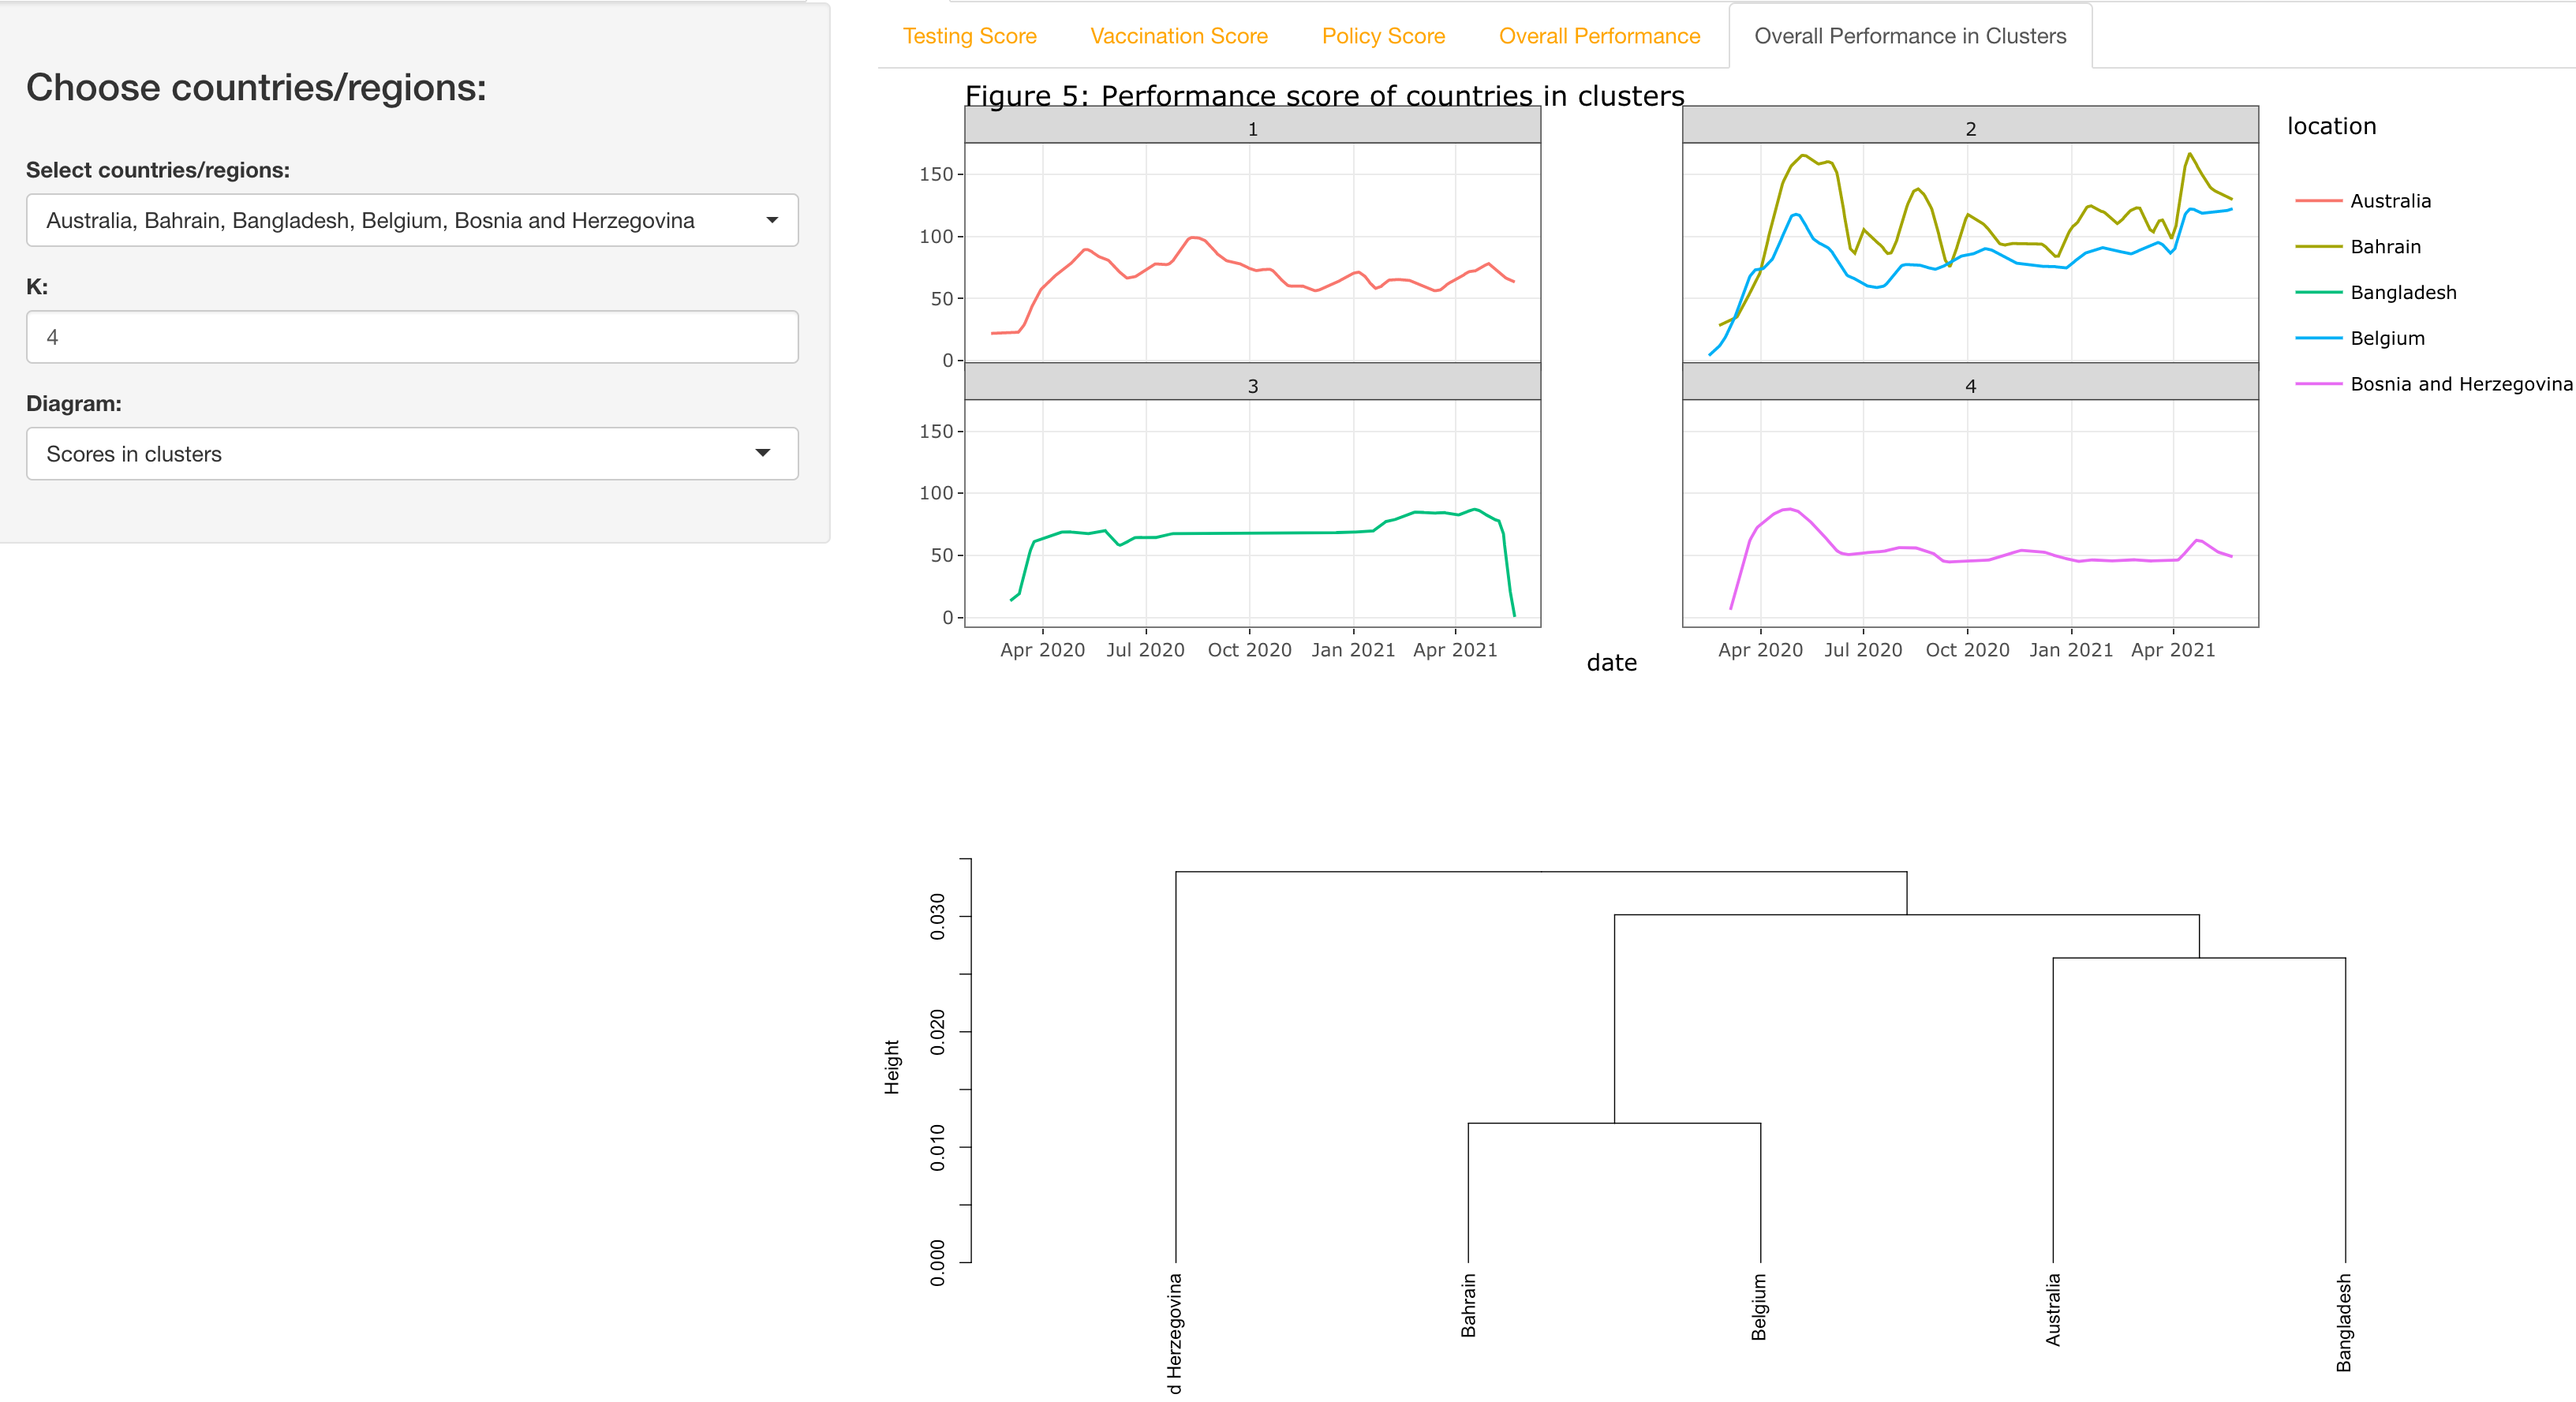 Choose countries/regions:
Select countries/regions:
Australia, Bahrain, Bangladesh, Belgium, Bosnia and Herzegovina
K:
4
Diagram:
Scores in clusters
Testing Score Vaccination Score Policy Score Overall Performance Overall Performance in Clusters
Figure 5: Performance score of countries in clusters
1 2
150
100
50
0
3 4
150
100
50
0
Apr 2020 Jul 2020 Oct 2020 Jan 2021 Apr 2021 Apr 2020 Jul 2020 Oct 2020 Jan 2021 Apr 2021
date
location
Australia
Bahrain
Bangladesh
Belgium
Bosnia and Herzegovina
Height
0.030
0.020
0.010
0.000
d Herzegovina
Bahrain
Belgium
Australia
Bangladesh